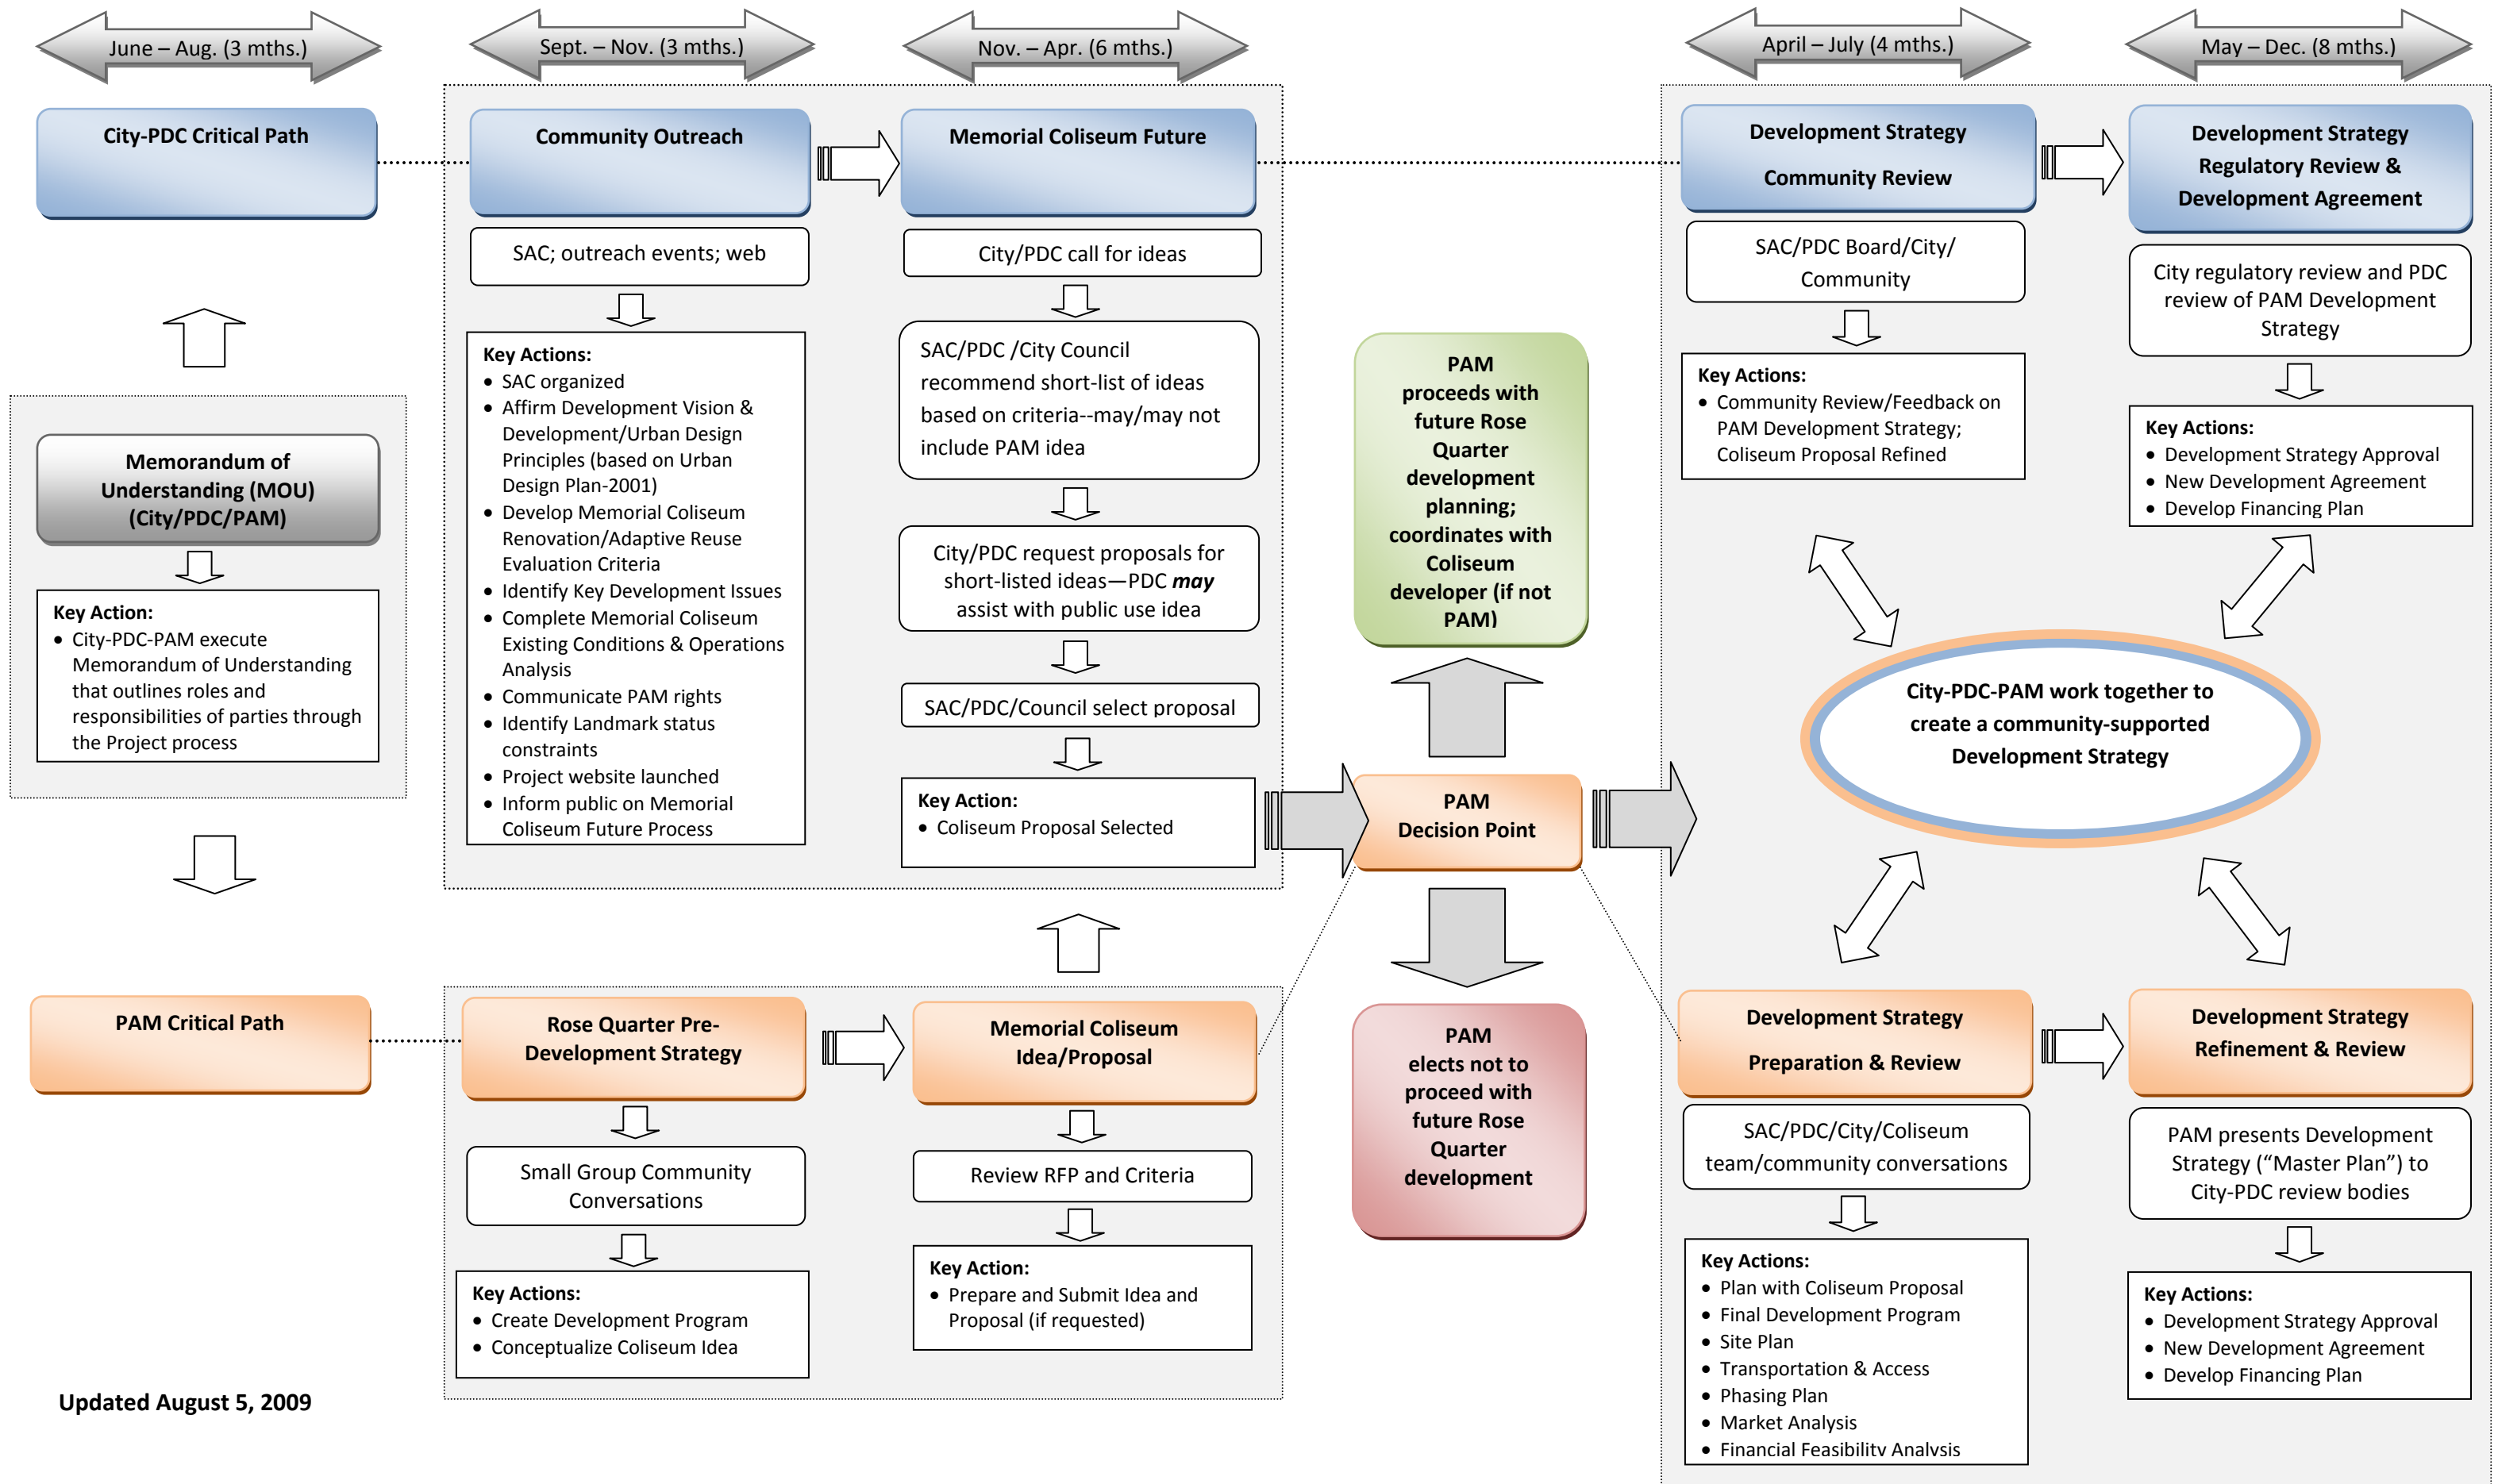 June – Aug. (3 mths.)
Sept. – Nov. (3 mths.)
Nov. – Apr. (6 mths.)
April – July (4 mths.)
May – Dec. (8 mths.)
City-PDC Critical Path
Memorandum of
Understanding (MOU)
(City/PDC/PAM)
Key Action:
• City-PDC-PAM execute
Memorandum of Understanding
that outlines roles and
responsibilities of parties through
the Project process
PAM Critical Path
Community Outreach
SAC; outreach events; web
Key Actions:
• SAC organized
• Affirm Development Vision &
Development/Urban Design
Principles (based on Urban
Design Plan-2001)
• Develop Memorial Coliseum
Renovation/Adaptive Reuse
Evaluation Criteria
• Identify Key Development Issues
• Complete Memorial Coliseum
Existing Conditions & Operations
Analysis
• Communicate PAM rights
• Identify Landmark status
constraints
• Project website launched
• Inform public on Memorial
Coliseum Future Process
Memorial Coliseum Future
City/PDC call for ideas
SAC/PDC /City Council
recommend short-list of ideas
based on criteria--may/may not
include PAM idea
City/PDC request proposals for
short-listed ideas—PDC may
assist with public use idea
SAC/PDC/Council select proposal
Key Action:
• Coliseum Proposal Selected
Rose Quarter Pre-
Development Strategy
Small Group Community
Conversations
Key Actions:
• Create Development Program
• Conceptualize Coliseum Idea
Memorial Coliseum
Idea/Proposal
Review RFP and Criteria
Key Action:
• Prepare and Submit Idea and
Proposal (if requested)
PAM
proceeds with
future Rose
Quarter
development
planning;
coordinates with
Coliseum
developer (if not
PAM)
PAM
Decision Point
PAM
elects not to
proceed with
future Rose
Quarter
development
Development Strategy
Community Review
SAC/PDC Board/City/
Community
Key Actions:
• Community Review/Feedback on
PAM Development Strategy;
Coliseum Proposal Refined
Development Strategy
Regulatory Review &
Development Agreement
City regulatory review and PDC
review of PAM Development
Strategy
Key Actions:
• Development Strategy Approval
• New Development Agreement
• Develop Financing Plan
City-PDC-PAM work together to
create a community-supported
Development Strategy
Development Strategy
Preparation & Review
SAC/PDC/City/Coliseum
team/community conversations
Key Actions:
• Plan with Coliseum Proposal
• Final Development Program
• Site Plan
• Transportation & Access
• Phasing Plan
• Market Analysis
• Financial Feasibility Analysis
Development Strategy
Refinement & Review
PAM presents Development
Strategy (“Master Plan”) to
City-PDC review bodies
Key Actions:
• Development Strategy Approval
• New Development Agreement
• Develop Financing Plan
Updated August 5, 2009